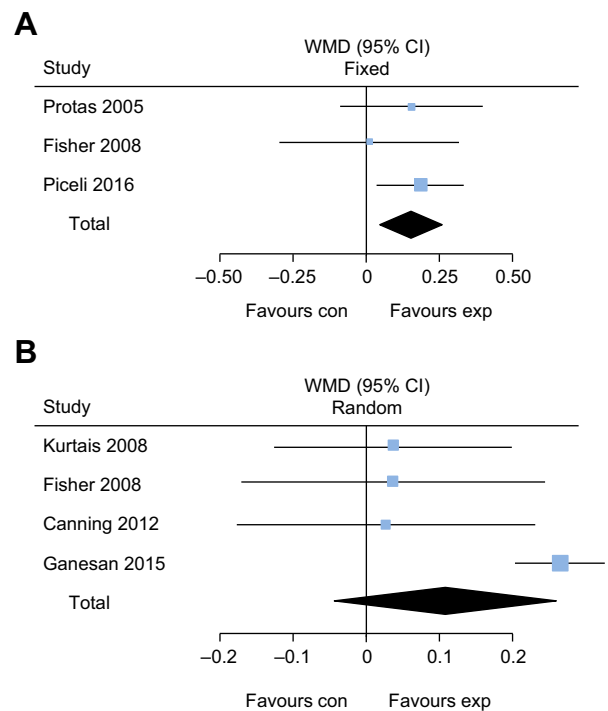 A
WMD (95% CI)
Study Fixed
Protas 2005
Fisher 2008
Piceli 2016
Total
–0.50 –0.25 0 0.25 0.50
Favours con Favours exp
B
WMD (95% CI)
Study Random
Kurtais 2008
Fisher 2008
Canning 2012
Ganesan 2015
Total
–0.2 –0.1 0 0.1 0.2
Favours con Favours exp